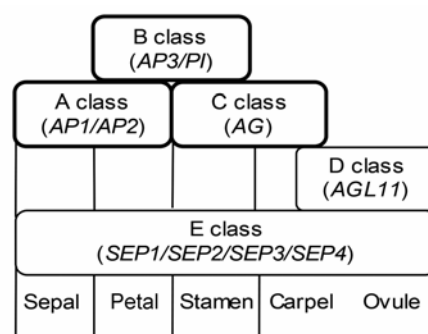 B class
(AP3/PI)
A class
(AP1/AP2)
C class
(AG)
D class
(AGL11)
E class
(SEP1/SEP2/SEP3/SEP4)
Sepal Petal Stamen Carpel Ovule